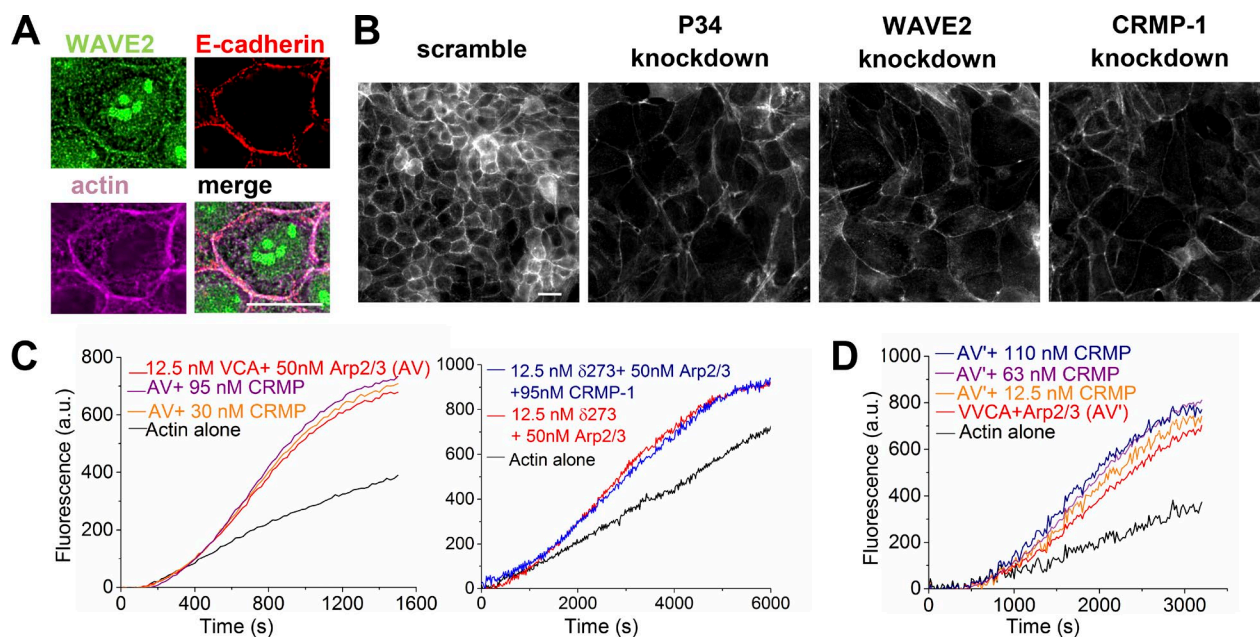 A
WAVE2
E-cadherin
actin
merge
B
scramble
P34
knockdown
WAVE2
knockdown
CRMP-1
knockdown
C
Fluorescence (a.u.)
800
600
400
200
0
12.5 nM VCA+ 50nM Arp2/3 (AV)
AV+ 95 nM CRMP
AV+ 30 nM CRMP
Actin alone
0
400
800
1200
1600
Time (s)
1000
800
600
400
200
0
12.5 nM δ273+ 50nM Arp2/3
+95nM CRMP-1
12.5 nM δ273
+ 50nM Arp2/3
Actin alone
0
2000
4000
6000
Time (s)
D
Fluorescence (a.u.)
1000
800
600
400
200
0
AV'+ 110 nM CRMP
AV'+ 63 nM CRMP
AV'+ 12.5 nM CRMP
VVCA+Arp2/3 (AV')
Actin alone
0
1000
2000
3000
Time (s)